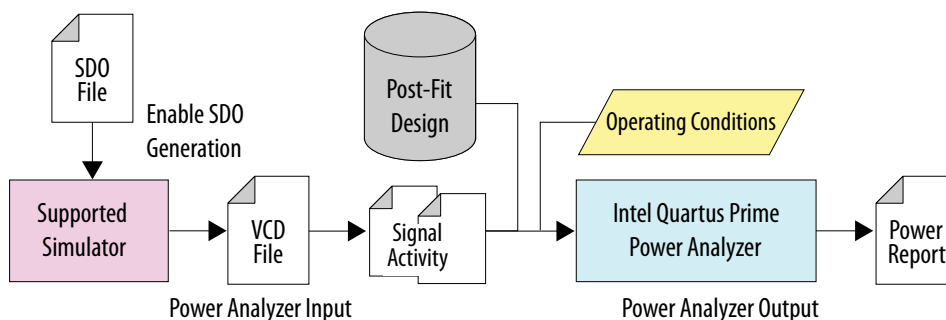 SDO
File
Enable SDO
Generation
Post-Fit
Design
Operating Conditions
Supported
Simulator
VCD
File
Signal
Activity
Intel Quartus Prime
Power Analyzer
Power
Report
Power Analyzer Input
Power Analyzer Output